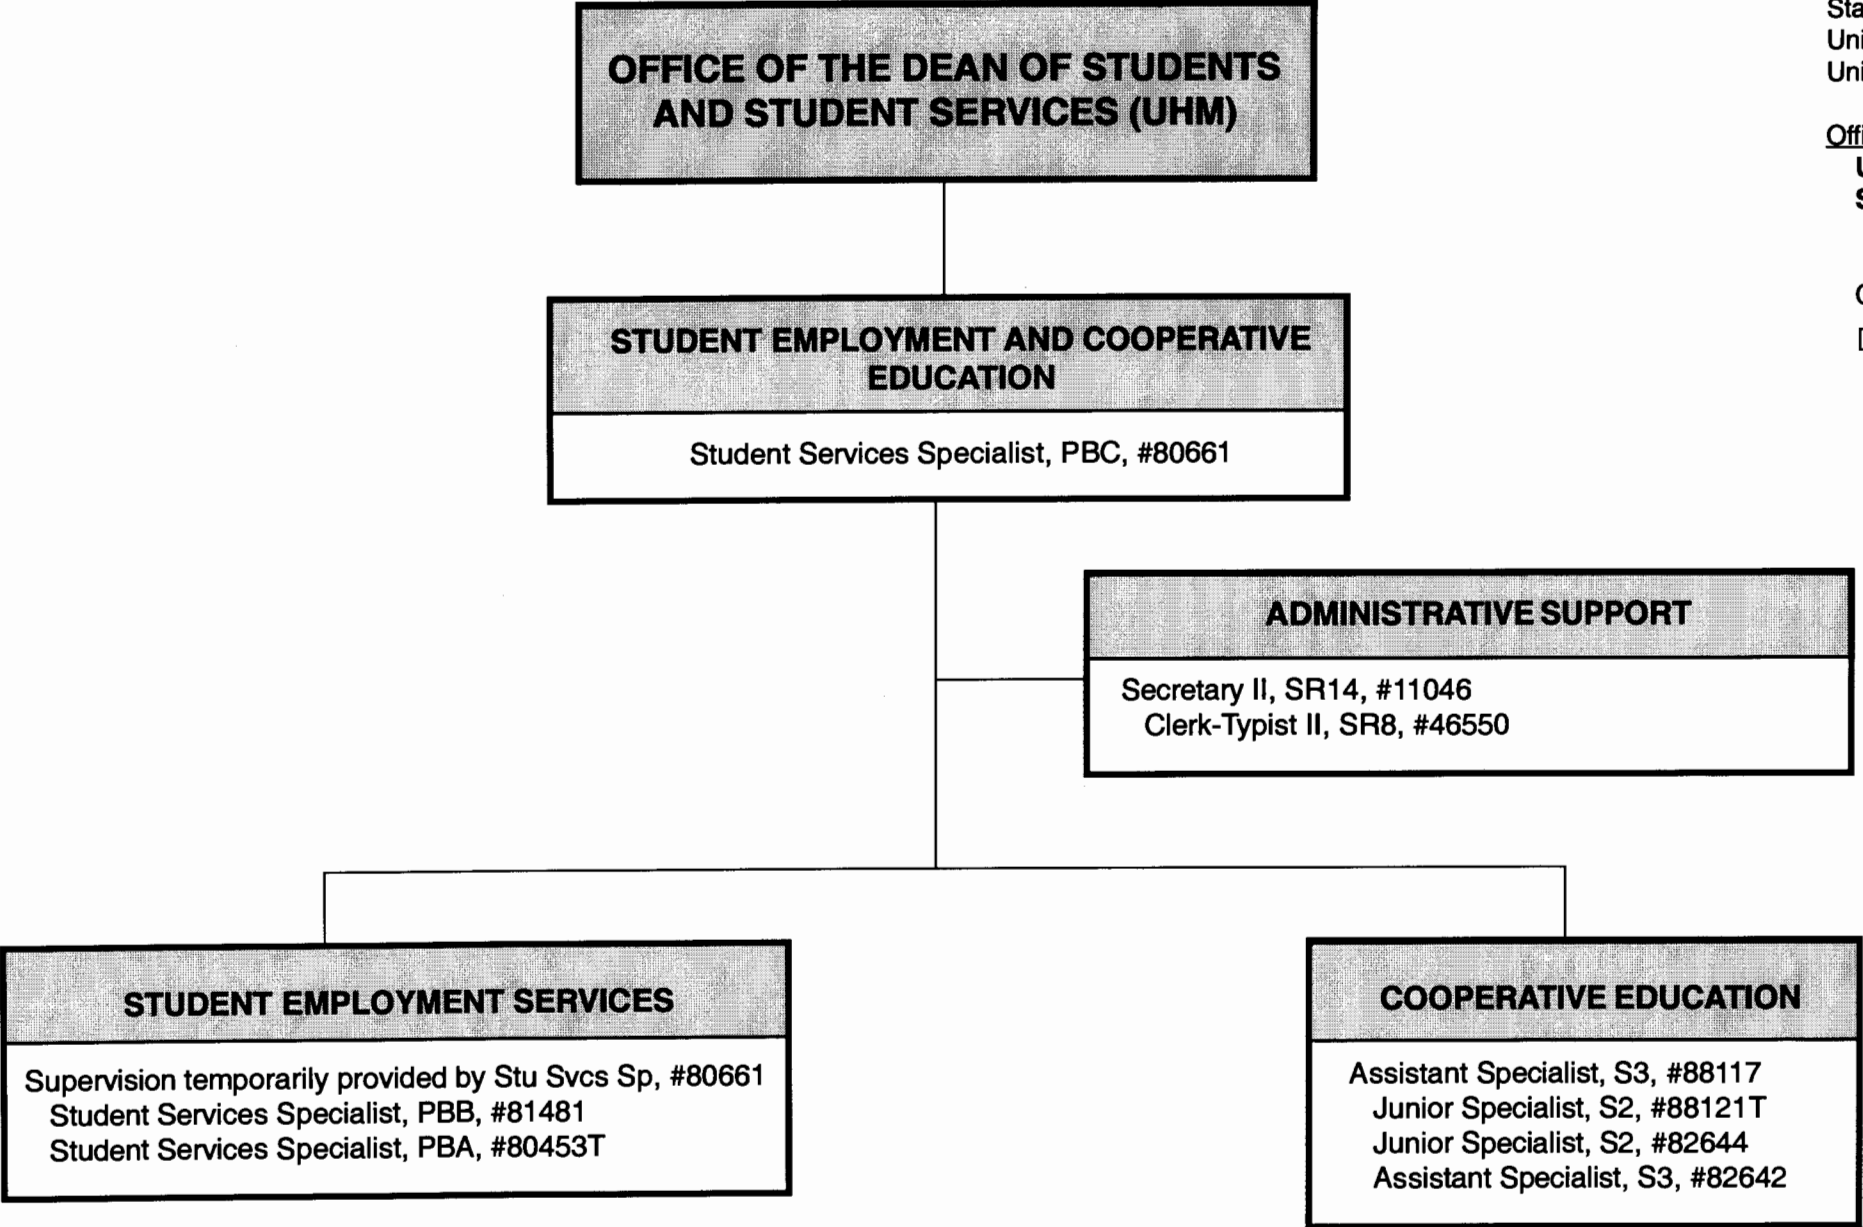 OFFICE OF THE DEAN OF STUDENTS
AND STUDENT SERVICES (UHM)
STUDENT EMPLOYMENT AND COOPERATIVE
EDUCATION
Student Services Specialist, PBC, #80661
ADMINISTRATIVE SUPPORT
Secretary II, SR14, #11046
Clerk-Typist II, SR8, #46550
STUDENT EMPLOYMENT SERVICES
Supervision temporarily provided by Stu Svcs Sp, #80661
Student Services Specialist, PBB, #81481
Student Services Specialist, PBA, #80453T
COOPERATIVE EDUCATION
Assistant Specialist, S3, #88117
Junior Specialist, S2, #88121T
Junior Specialist, S2, #82644
Assistant Specialist, S3, #82642